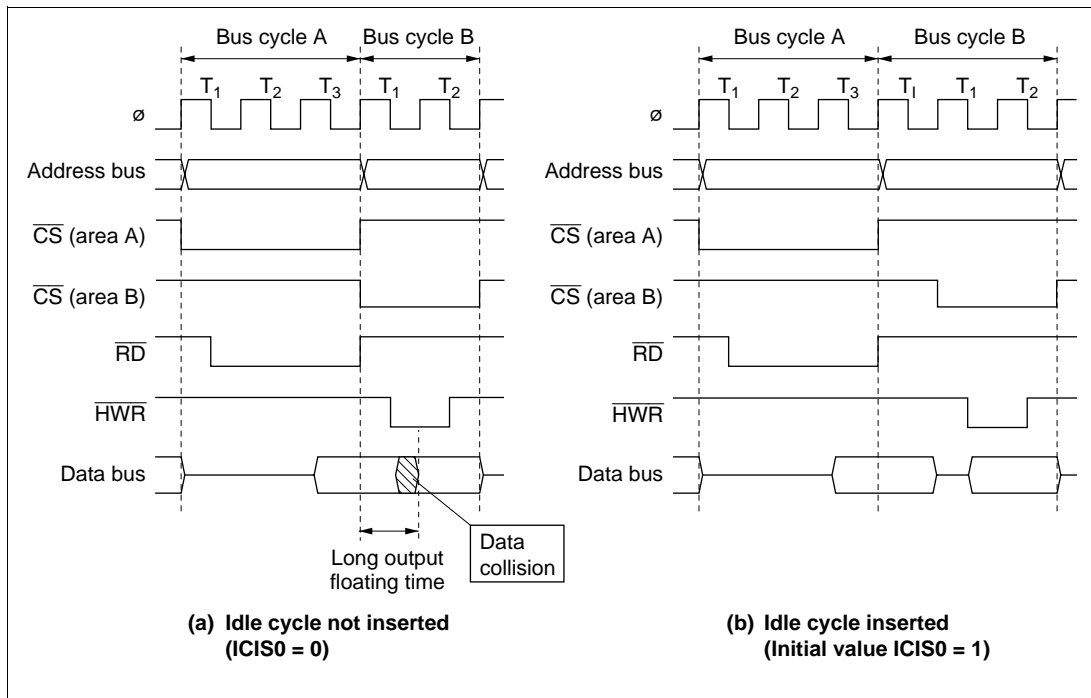 Bus cycle A Bus cycle B
T1 T2 T3 T1 T2
ø
Address bus
CS (area A)
CS (area B)
RD
HWR
Data bus
Long output
floating time
Data
collision
(a) Idle cycle not inserted
(ICIS0 = 0)
Bus cycle A Bus cycle B
T1 T2 T3 TI T1 T2
ø
Address bus
CS (area A)
CS (area B)
RD
HWR
Data bus
(b) Idle cycle inserted
(Initial value ICIS0 = 1)